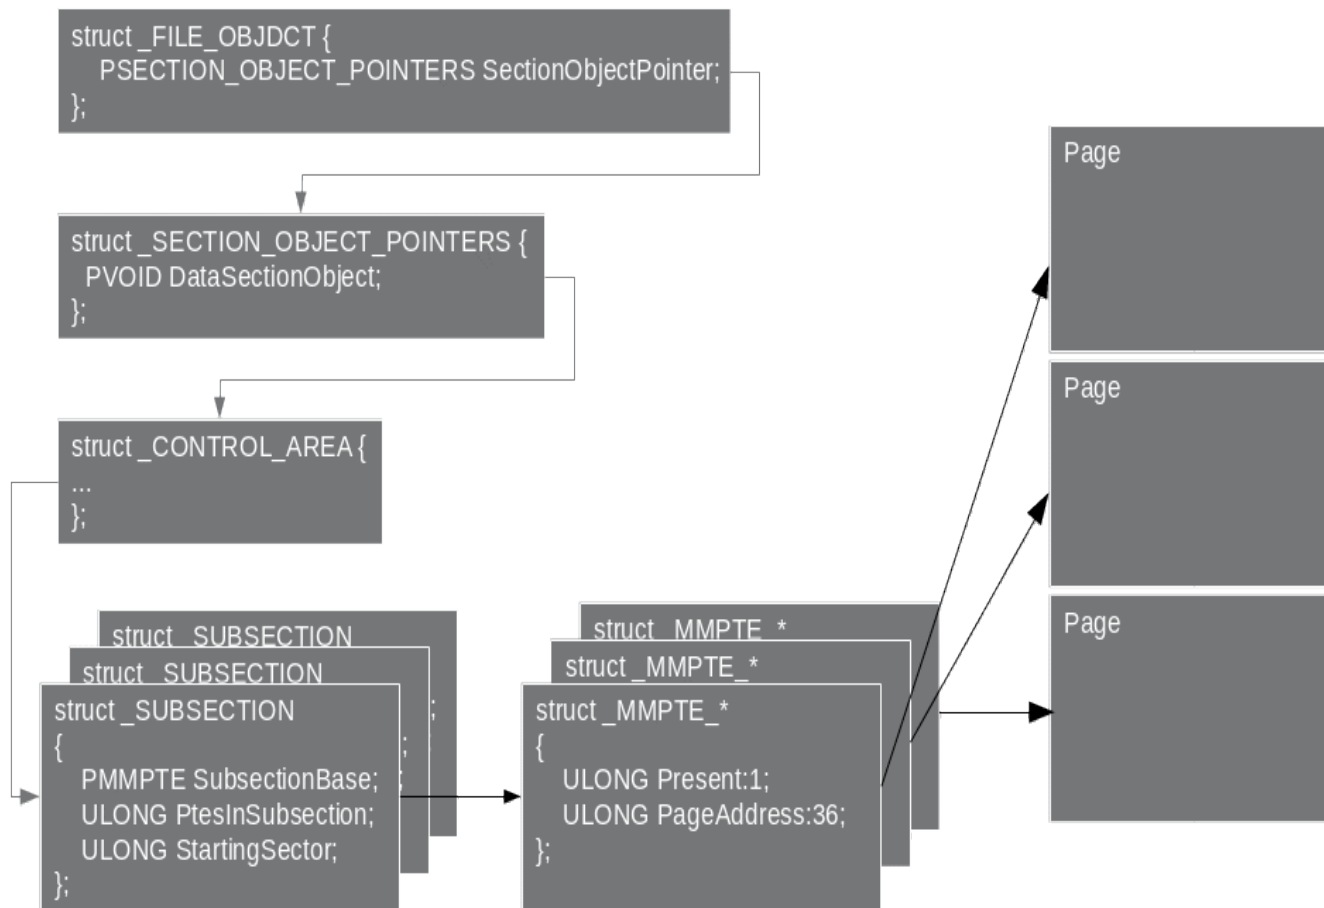 struct _FILE_OBJDCT {
PSECTION_OBJECT_POINTERS SectionObjectPointer;
};
struct _SECTION_OBJECT_POINTERS {
PVOID DataSectionObject;
};
struct _CONTROL_AREA {
...
};
struct _SUBSECTION
struct _SUBSECTION
struct _SUBSECTION
{
PMMPTE SubsectionBase;
ULONG PtesInSubsection;
ULONG StartingSector;
};
;
;
;
struct _MMPTE_*
struct _MMPTE_*
struct _MMPTE_*
{
ULONG Present:1;
ULONG PageAddress:36;
};
Page
Page
Page